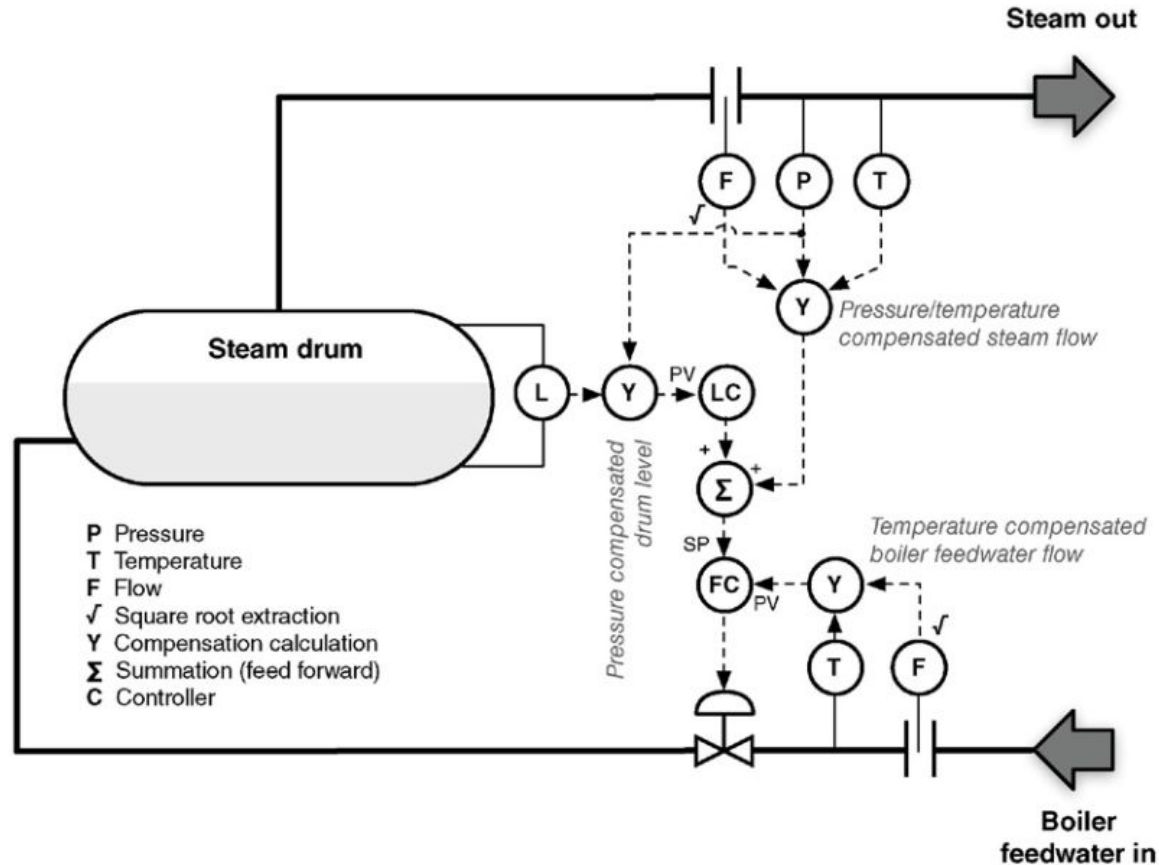 Steam out
F
P
T
√
Y
Pressure/temperature
compensated steam flow
Steam drum
L
Y
PV
LC
+
+
Σ
Pressure compensated
drum level
SP
FC
PV
Y
Temperature compensated
boiler feedwater flow
√
T
F
P Pressure
T Temperature
F Flow
√ Square root extraction
Y Compensation calculation
Σ Summation (feed forward)
C Controller
Boiler
feedwater in